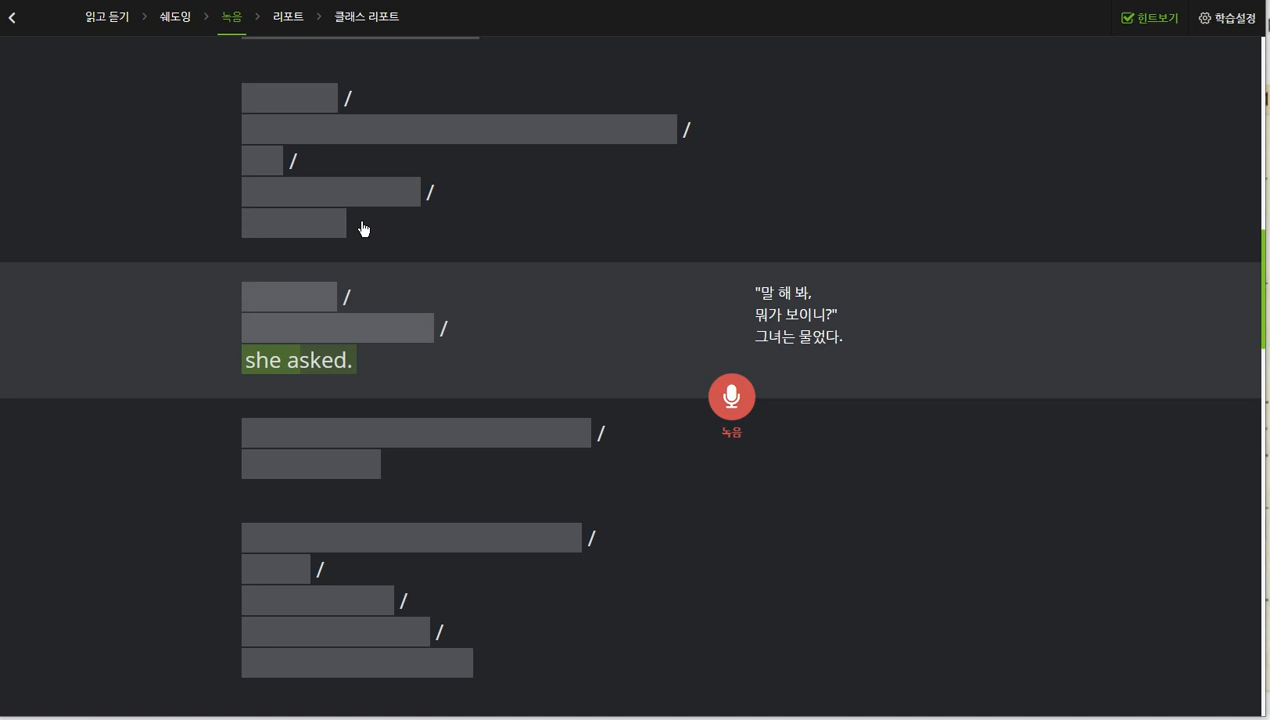 읽고 듣기 > 쉐도잉 > 녹음 > 리포트 > 클래스 리포트 힌트보기 학습설정
/
/
/
/
/
"말 해 봐,
/
뭐가 보이니?"
she asked.
그녀는 물었다.
녹음
/
/
/
/
/